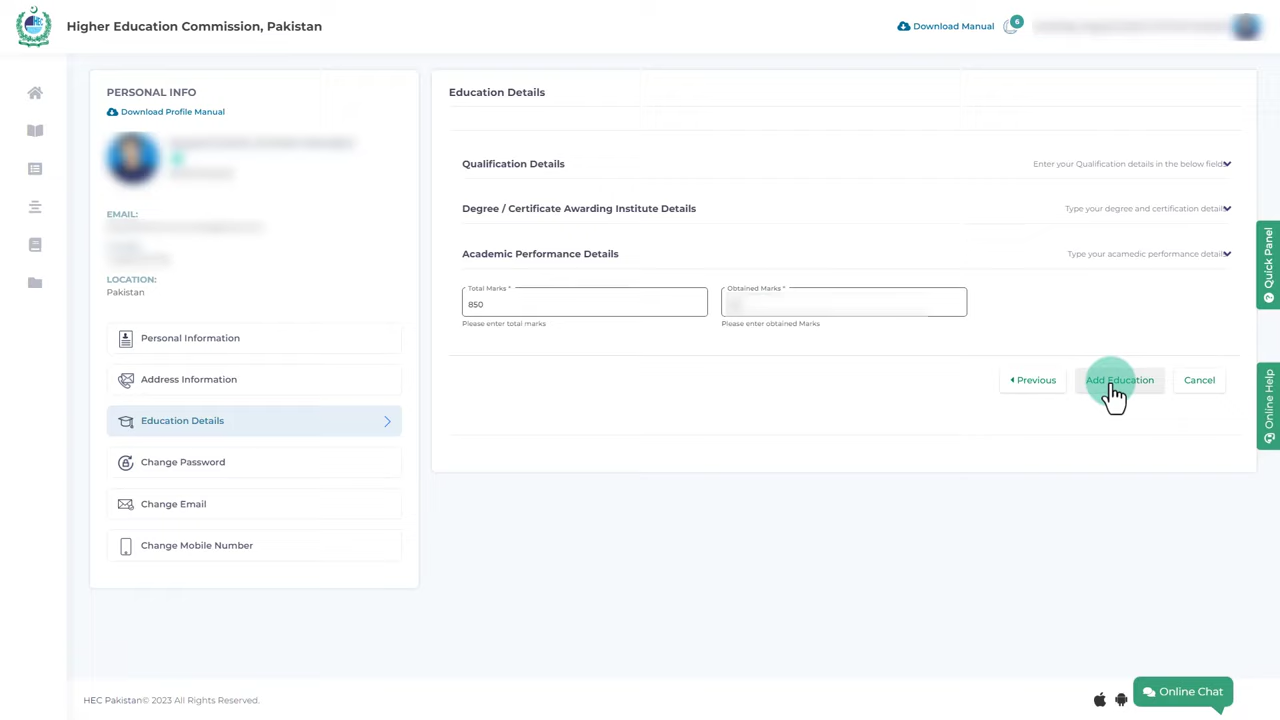 Higher Education Commission, Pakistan
Download Manual
6
PERSONAL INFO
Download Profile Manual
EMAIL:
LOCATION:
Pakistan
Personal Information
Address Information
Education Details
Change Password
Change Email
Change Mobile Number
Education Details
Qualification Details
Enter your Qualification details in the below fields
Degree / Certificate Awarding Institute Details
Type your degree and certification details
Academic Performance Details
Type your acamedic performance details
Total Marks *
850
Please enter total marks
Obtained Marks *
Please enter obtained Marks
Previous
Add Education
Cancel
Quick Panel
Online Help
HEC Pakistan© 2023 All Rights Reserved.
Online Chat